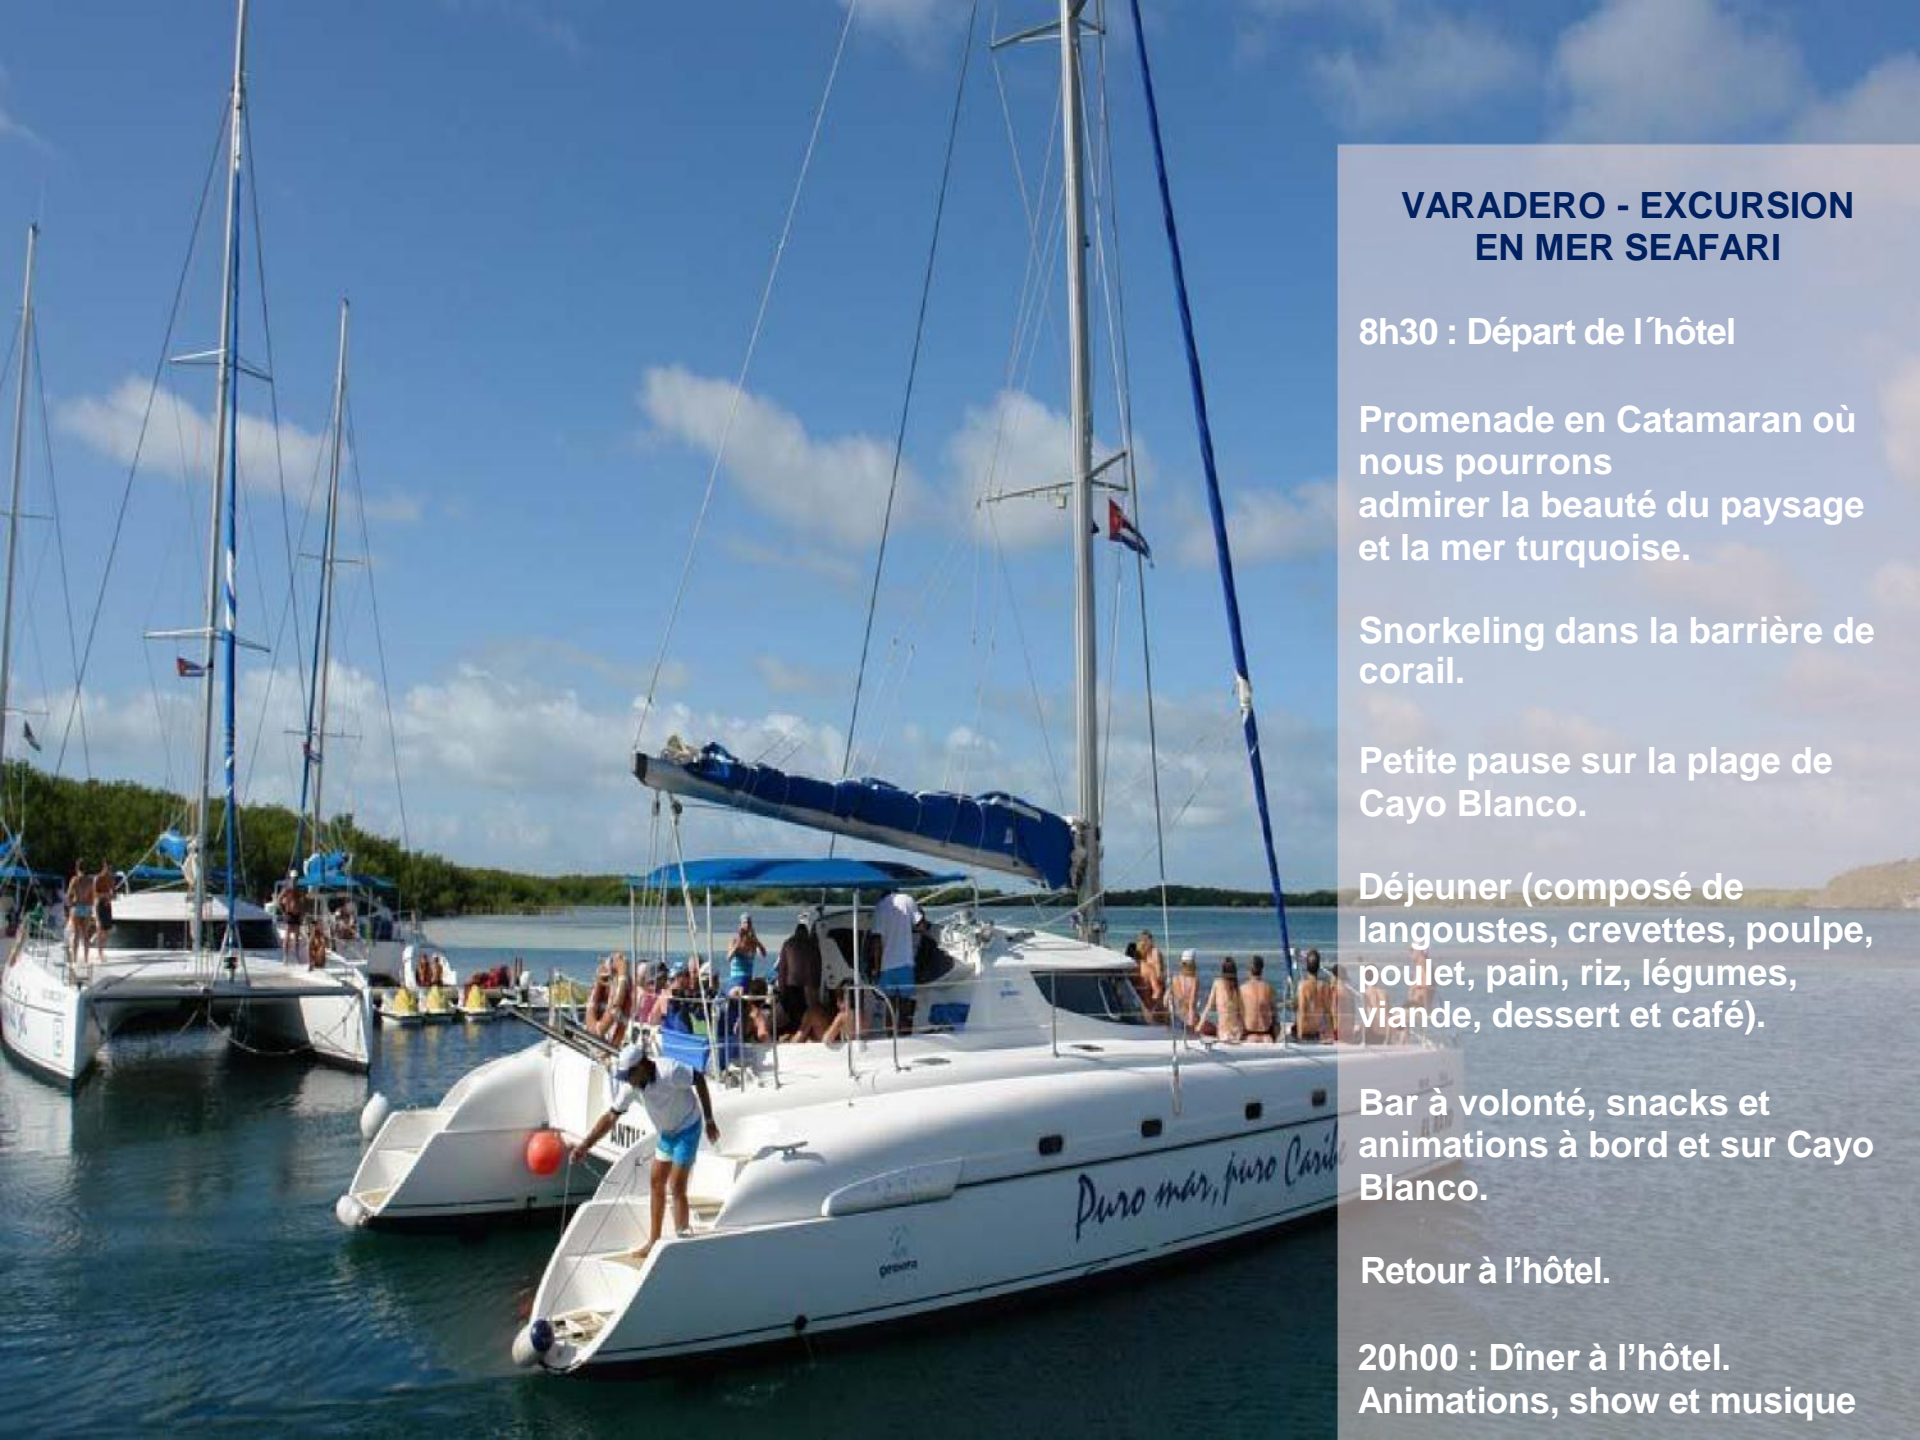 VARADERO - EXCURSION
EN MER SEAFARI
8h30 : Départ de l´hôtel
Promenade en Catamaran où
nous pourrons
admirer la beauté du paysage
et la mer turquoise.
Snorkeling dans la barrière de
corail.
Petite pause sur la plage de
Cayo Blanco.
Déjeuner (composé de
langoustes, crevettes, poulpe,
poulet, pain, riz, légumes,
viande, dessert et café).
Bar à volonté, snacks et
animations à bord et sur Cayo
Blanco.
Retour à l’hôtel.
20h00 : Dîner à l’hôtel.
Animations, show et musique
Puro mar, puro Caribe